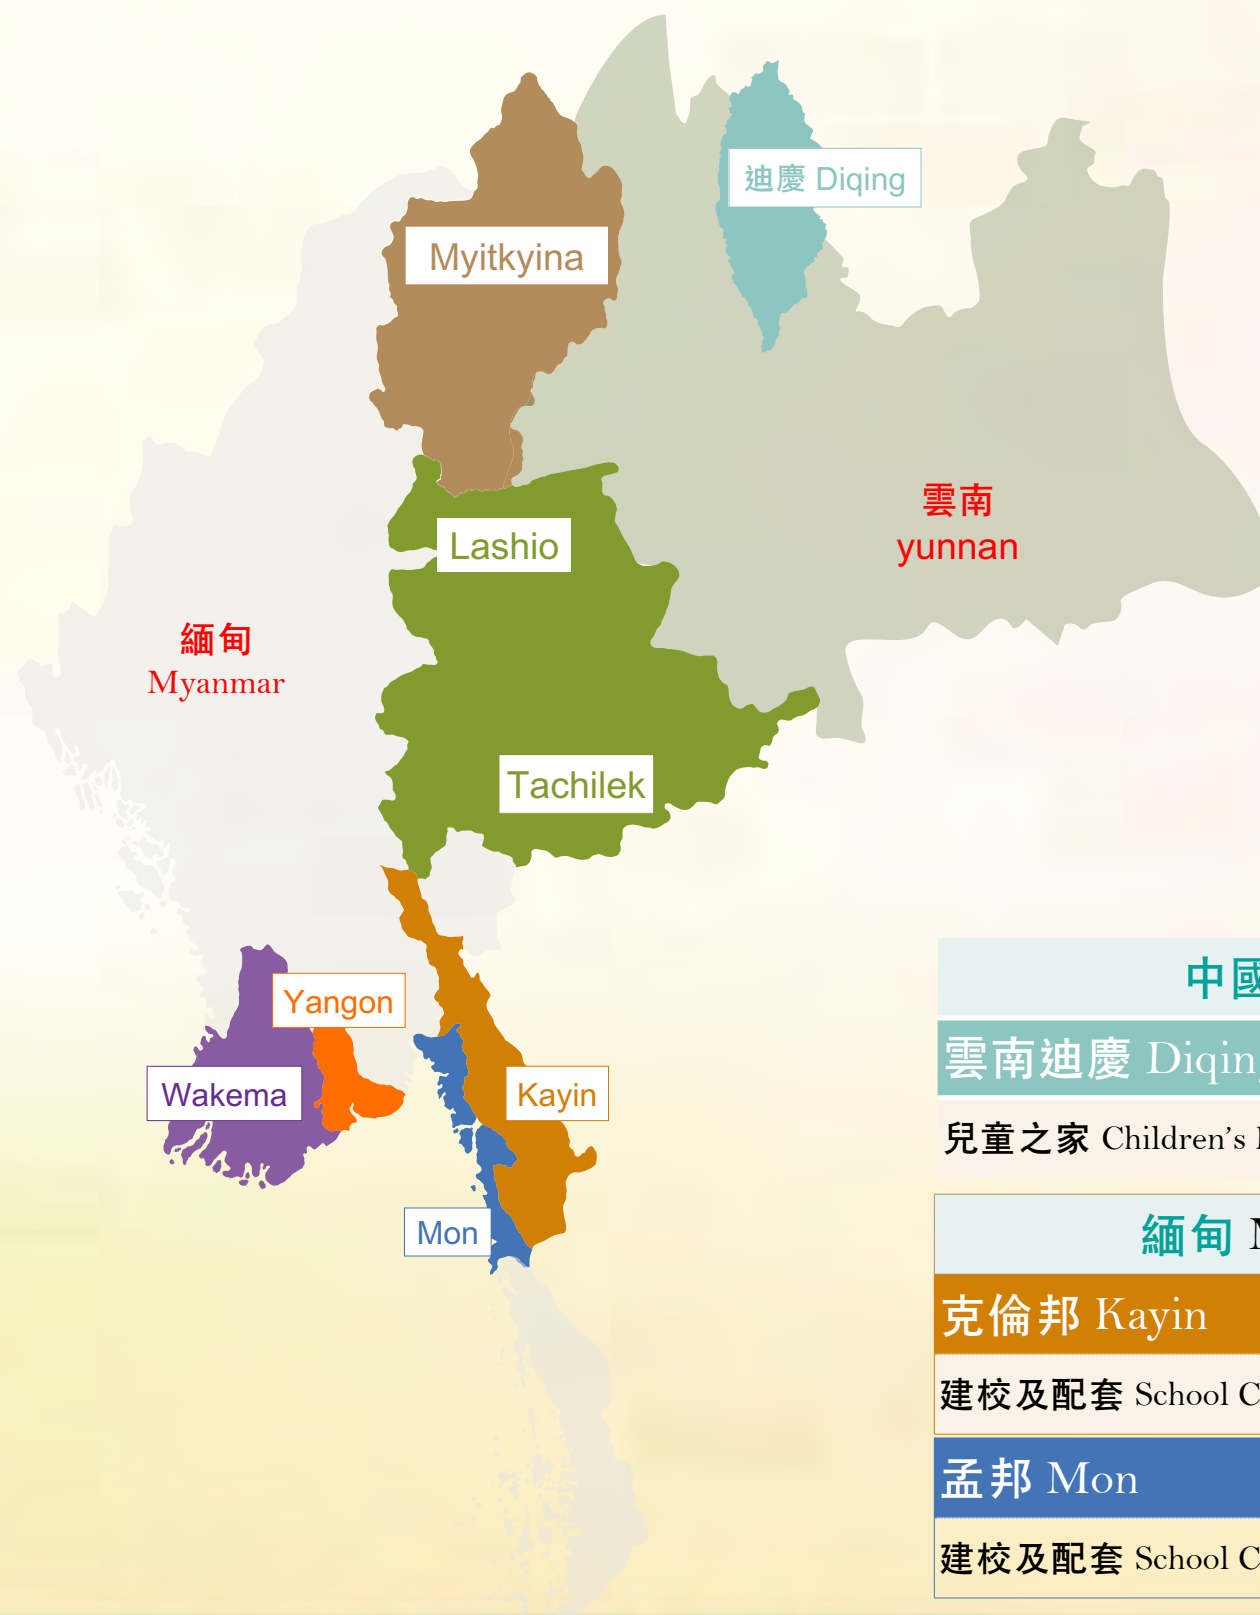 迪慶 Diqing
Myitkyina
雲南
yunnan
Lashio
緬甸
Myanmar
Tachilek
Yangon
Wakema
Kayin
Mon
中國
雲南迪慶 Diqing
兒童之家 Children's
緬甸
克倫邦 Kayin
建校及配套 School
孟邦 Mon
建校及配套 School